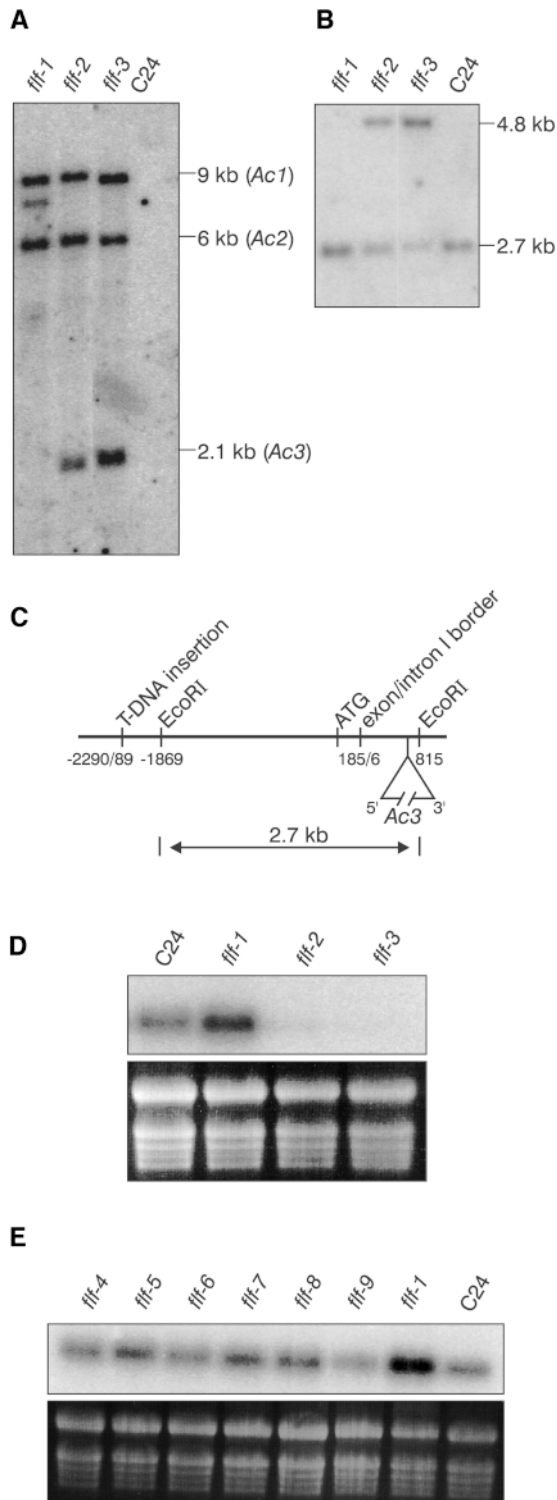 A
flf-1 flf-2 flf-3 C24
9 kb (Ac1)
6 kb (Ac2)
2.1 kb (Ac3)
B
flf-1 flf-2 flf-3 C24
4.8 kb
2.7 kb
C
T-DNA insertion EcoRI ATG exon/intron I border EcoRI
-2290/89 -1869 185/6 815
5' Ac3 3'
2.7 kb
D
C24 flf-1 flf-2 flf-3
E
flf-4 flf-5 flf-6 flf-7 flf-8 flf-9 flf-1 C24